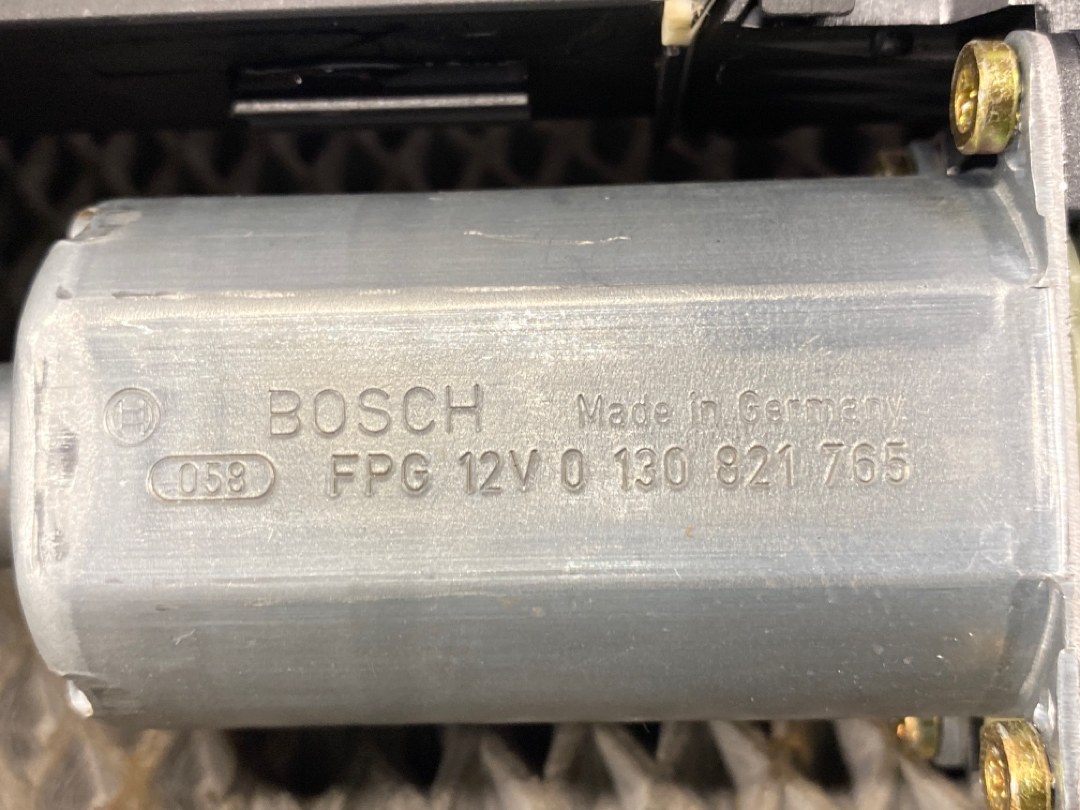 BOSCH Made in Germany
058 FPG 12V 0 130 821 765